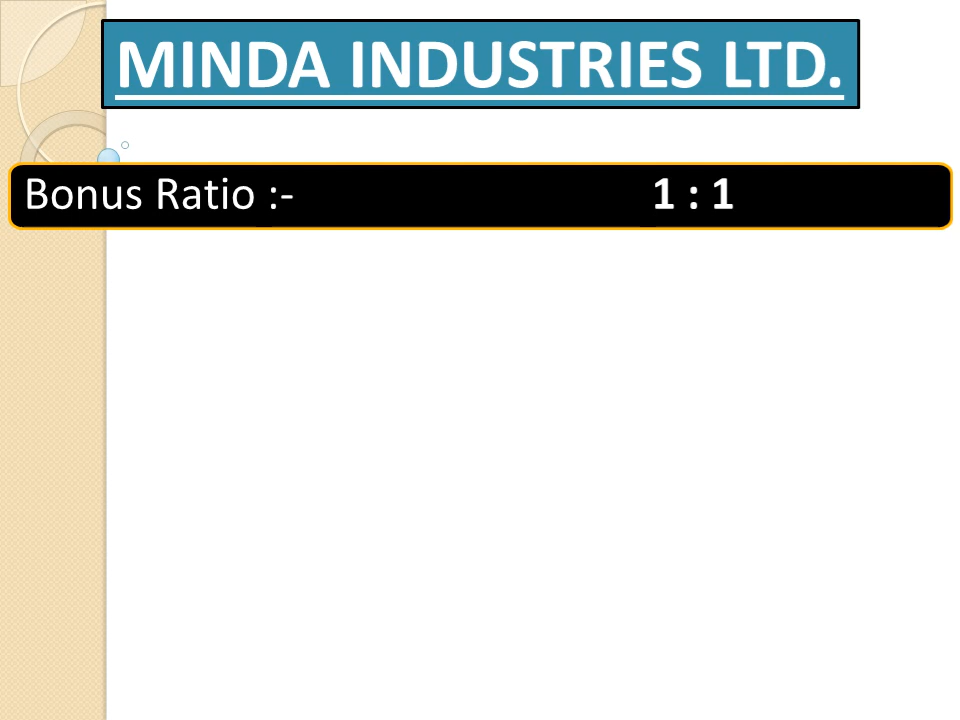 MINDA INDUSTRIES LTD.
Bonus Ratio :- 1 : 1